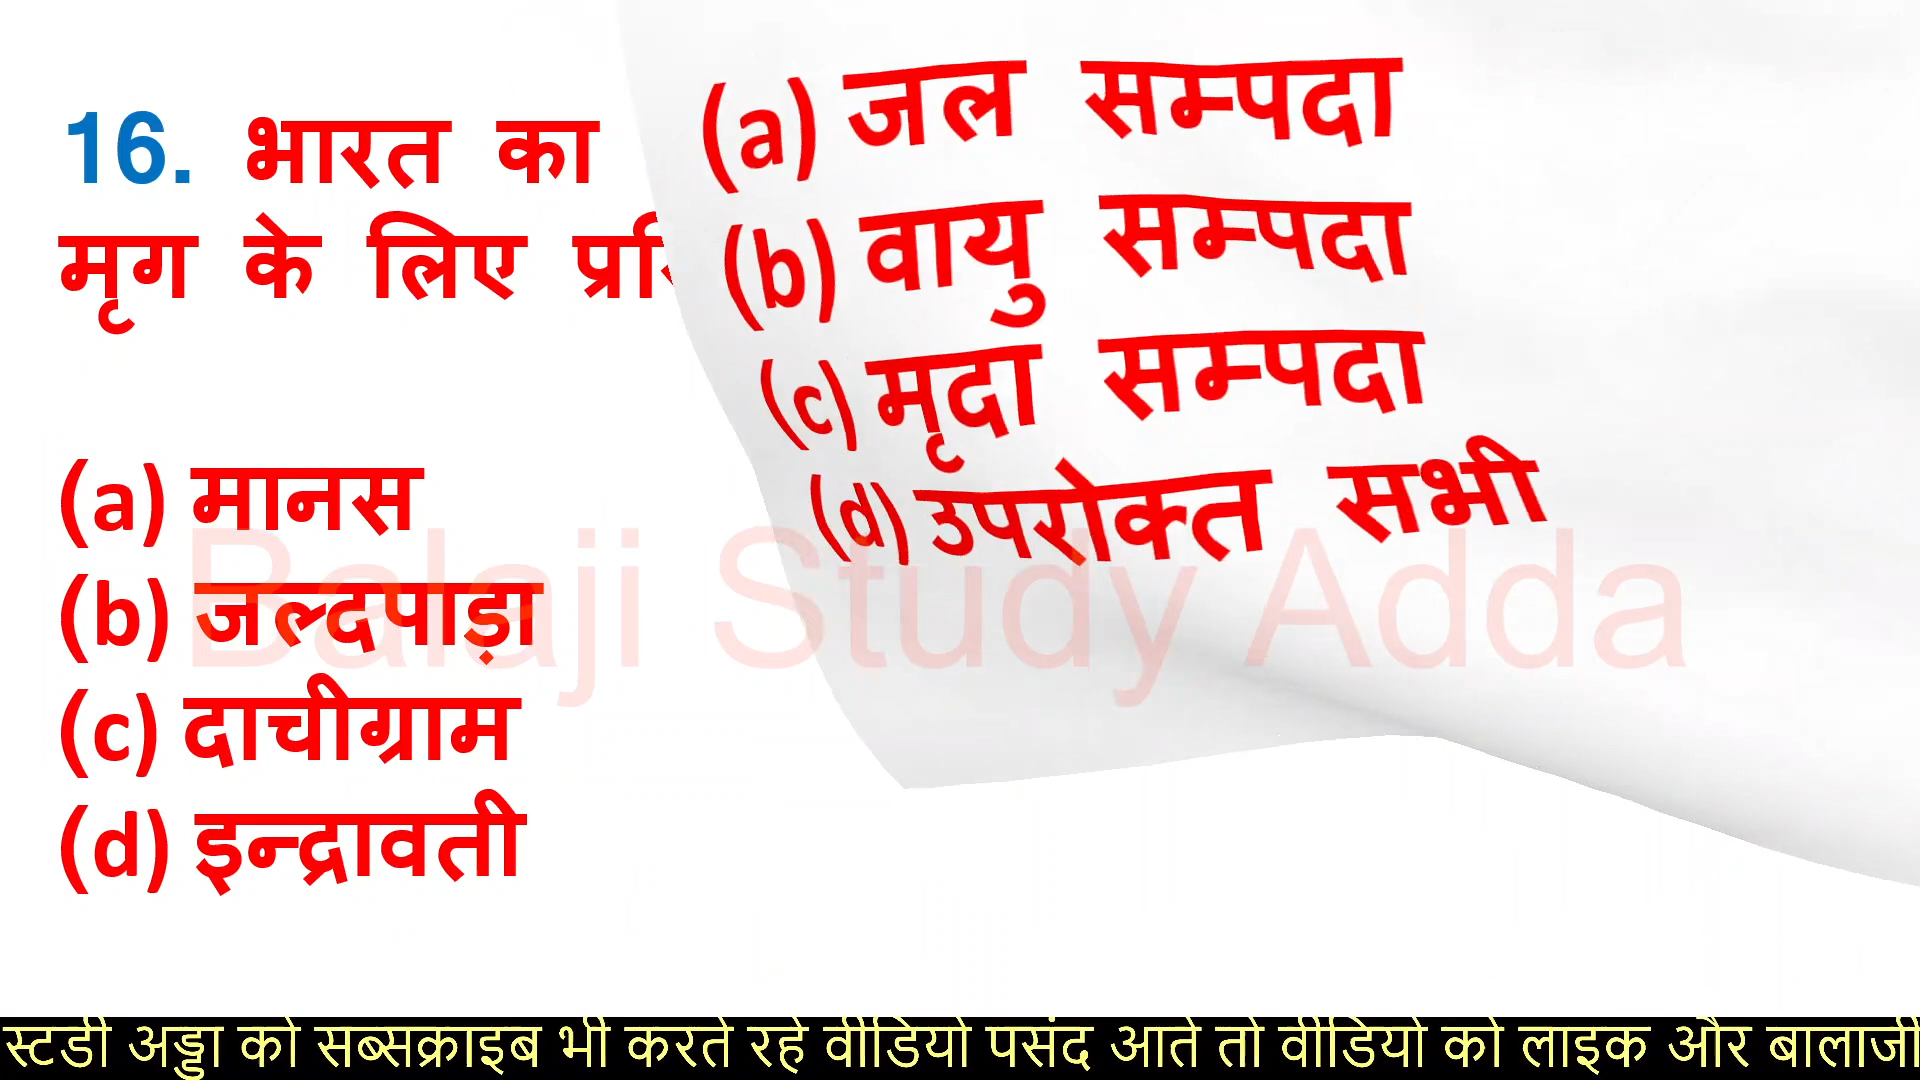 16. भारत का
मृग के लिए
(a) मानस
(b) जल्दपाड़ा
(c) दाचीग्राम
(d) इन्द्रावती
(a) जल सम्पदा
(b) वायु सम्पदा
(c) मृदा सम्पदा
(d) उपरोक्त सभी
Balaji Study Adda
स्टडी अड्डा को सब्सक्राइब भी करते रहे वीडियो पसंद आते तो वीडियो को लाइक और बालाजी